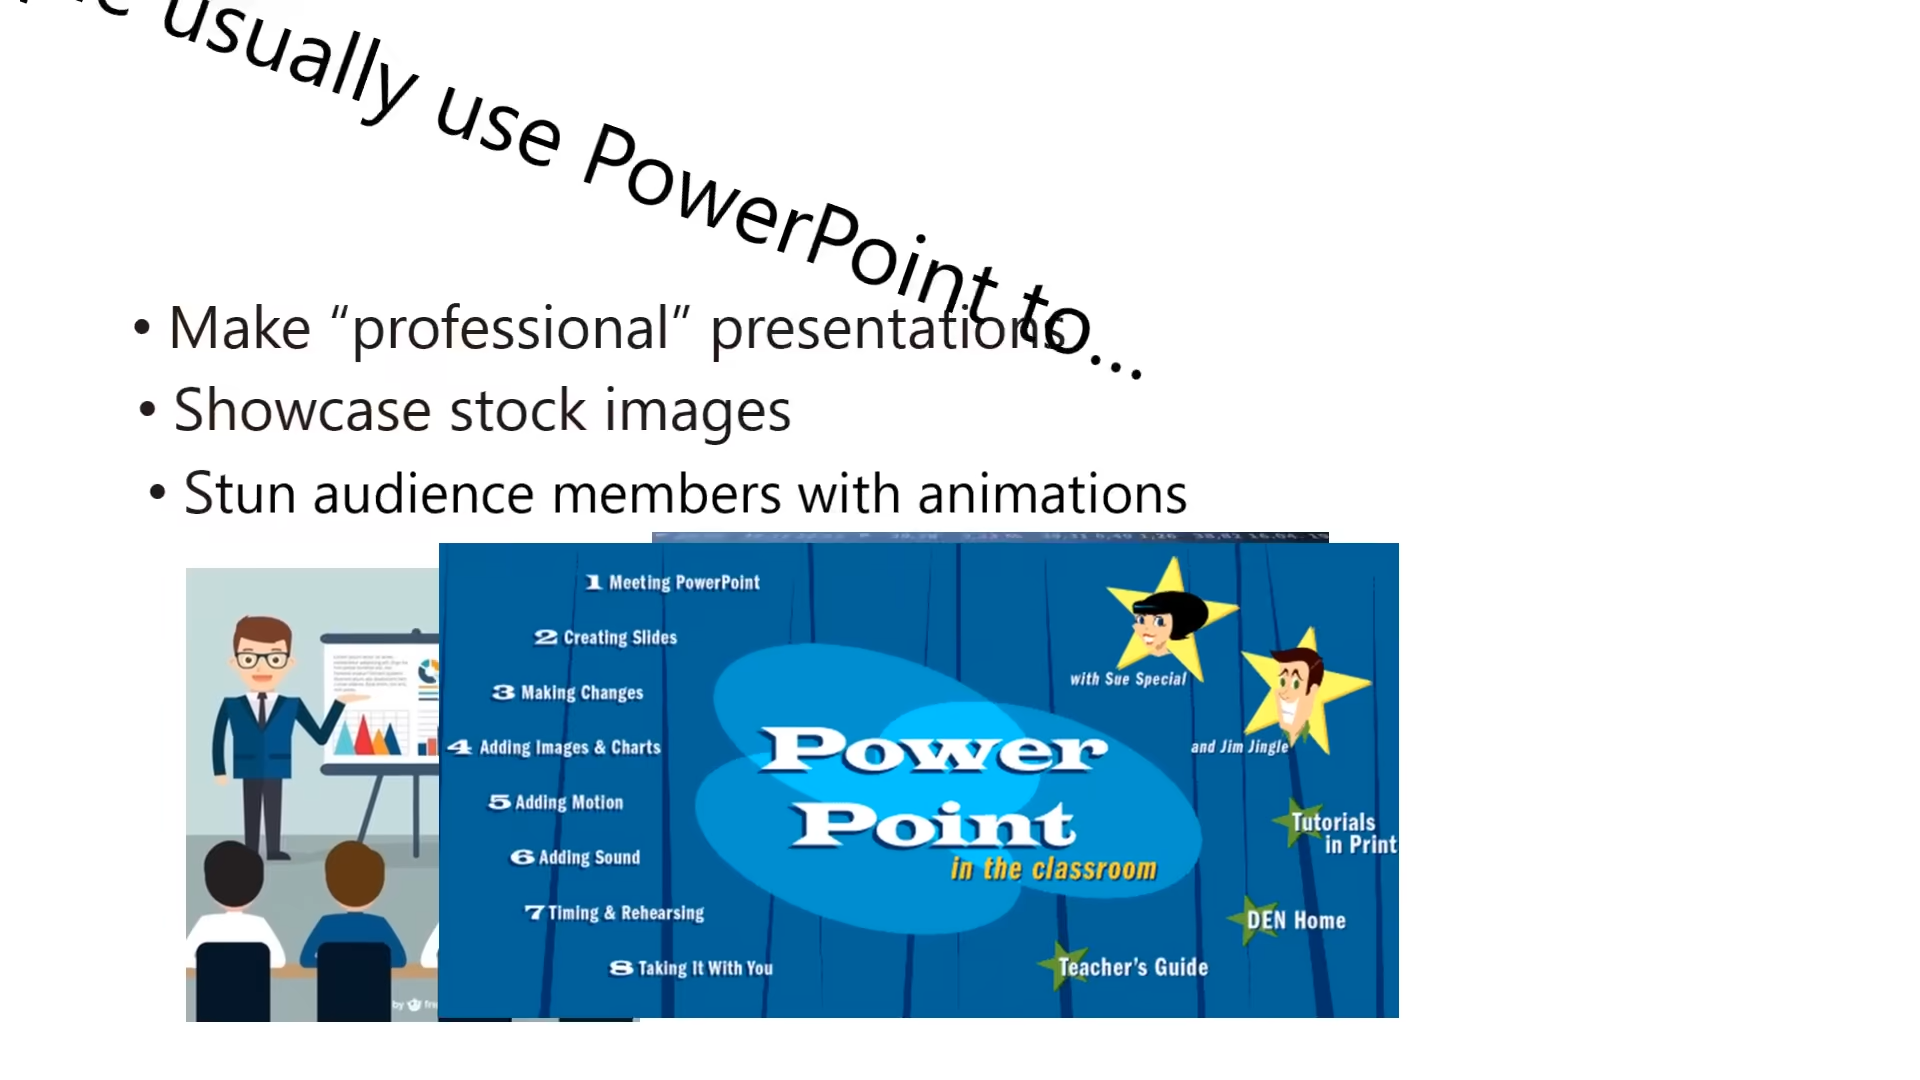 usually use PowerPoint to...
• Make “professional” presentations
• Showcase stock images
• Stun audience members with animations
1 Meeting PowerPoint
2 Creating Slides
3 Making Changes
4 Adding Images & Charts
5 Adding Motion
6 Adding Sound
7 Timing & Rehearsing
8 Taking It With You
Power
Point
in the classroom
with Sue Special
and Jim Jingle
Tutorials
in Print
DEN Home
Teacher's Guide
by